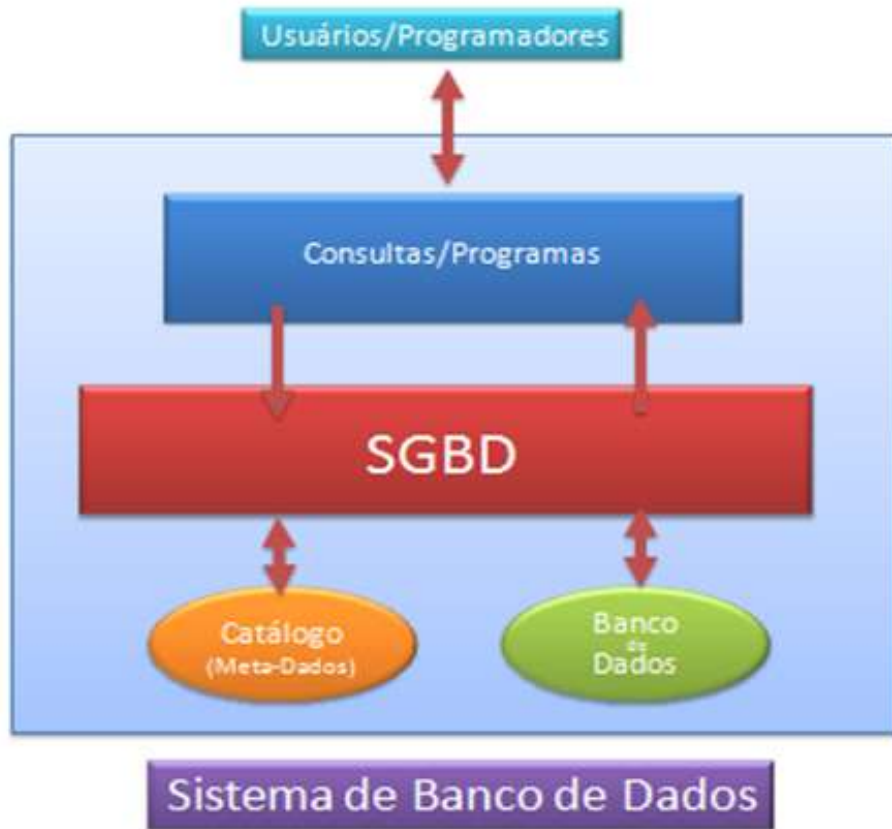 Usuários/Programadores
Consultas/Programas
SGBD
Catálogo
(Meta-Dados)
Banco
de
Dados
Sistema de Banco de Dados